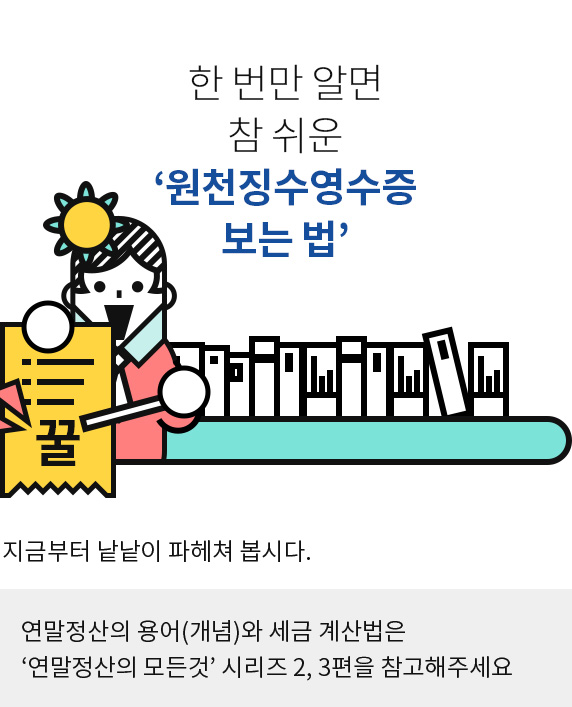 한 번만 알면
참 쉬운
‘원천징수영수증
보는 법’
꿀
지금부터 낱낱이 파헤쳐 봅시다.
연말정산의 용어(개념)와 세금 계산법은
‘연말정산의 모든것’ 시리즈 2, 3편을 참고해주세요